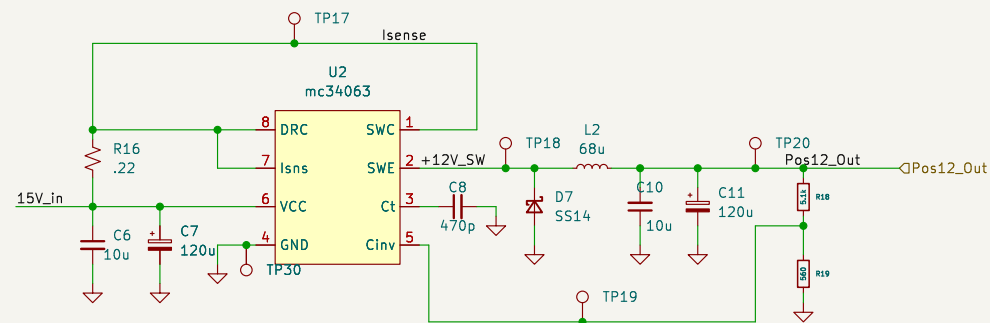 TP17
Isense
U2
mc34063
8 DRC SWC 1
R16
.22
7 Isns SWE 2
+12V_SW
TP18
L2
68u
TP20
Pos12_Out
Pos12_Out
15V_in
6 VCC Ct 3
C8
470p
D7
SS14
C10
10u
C11
120u
5.1k
R18
C6
10u
C7
120u
4 GND Cinv 5
TP30
560
R19
TP19